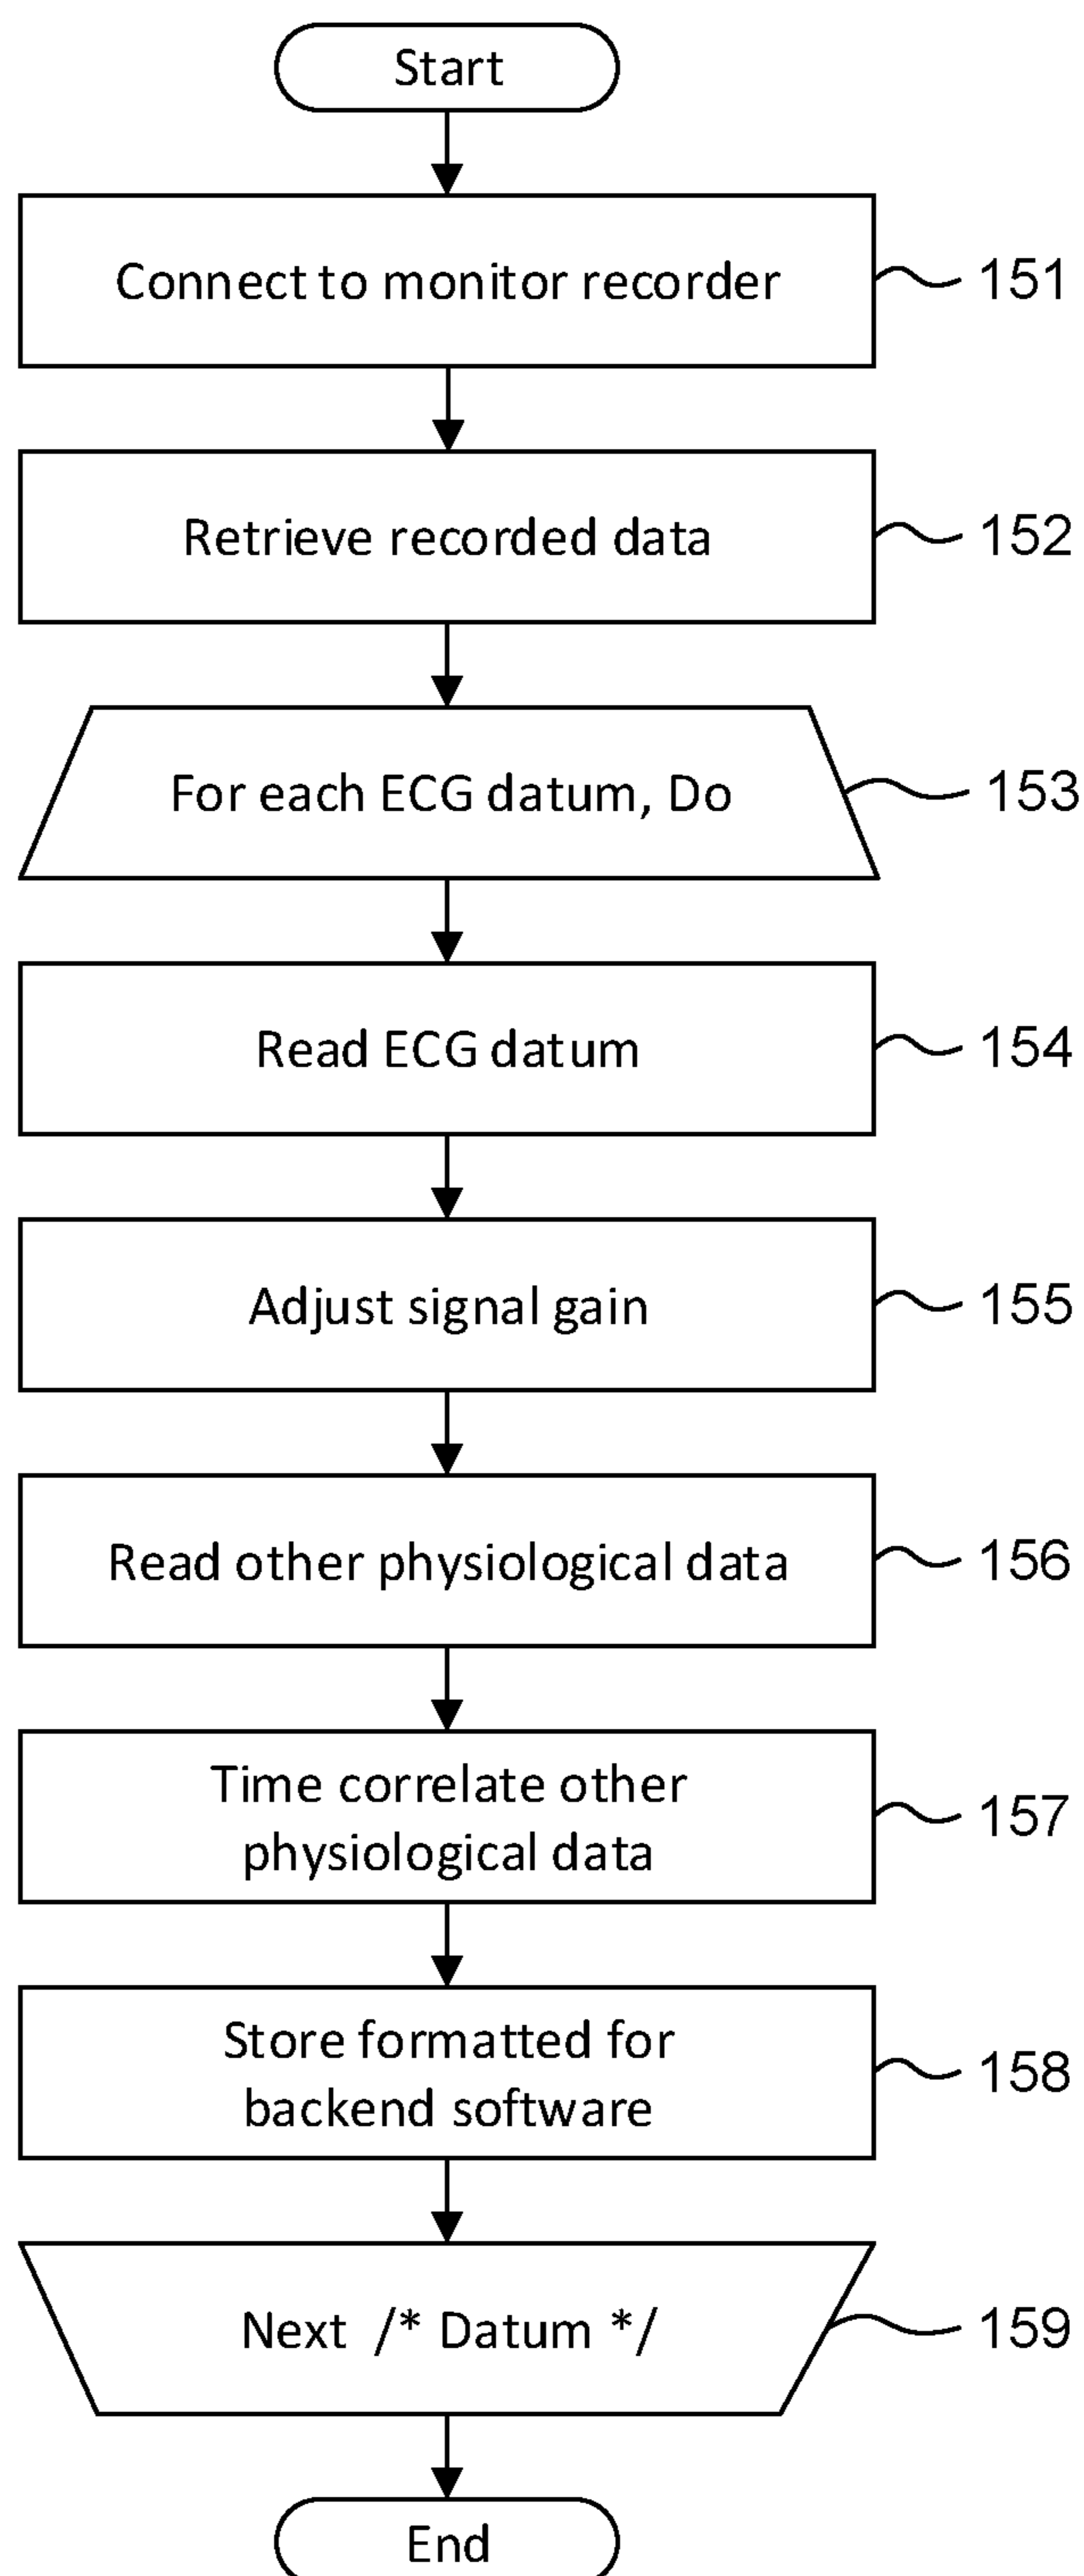 Start
Connect to monitor recorder
151
Retrieve recorded data
152
For each ECG datum, Do
153
Read ECG datum
154
Adjust signal gain
155
Read other physiological data
156
Time correlate other
physiological data
157
Store formatted for
backend software
158
Next /* Datum */
159
End